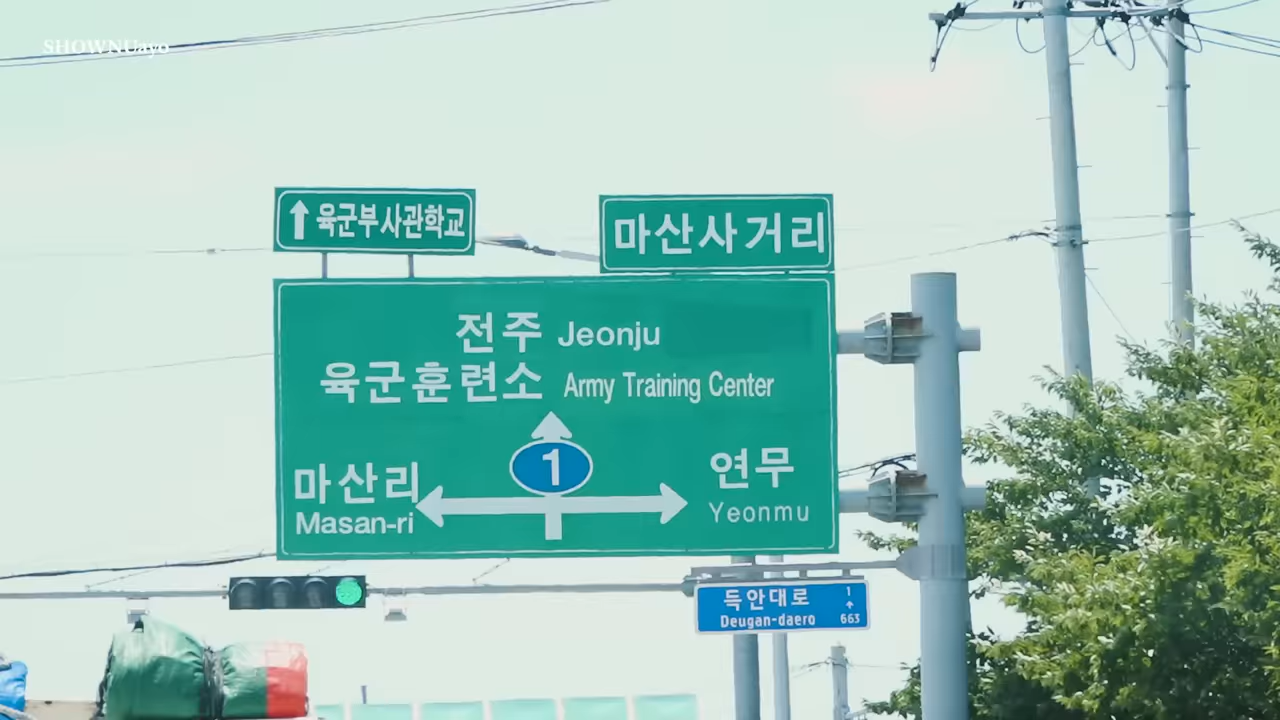 SHOWNUayo
육군부사관학교
마산사거리
전주 Jeonju
육군훈련소 Army Training Center
1
마산리
Masan-ri
연무
Yeonmu
득안대로
Deugan-daero
1
663